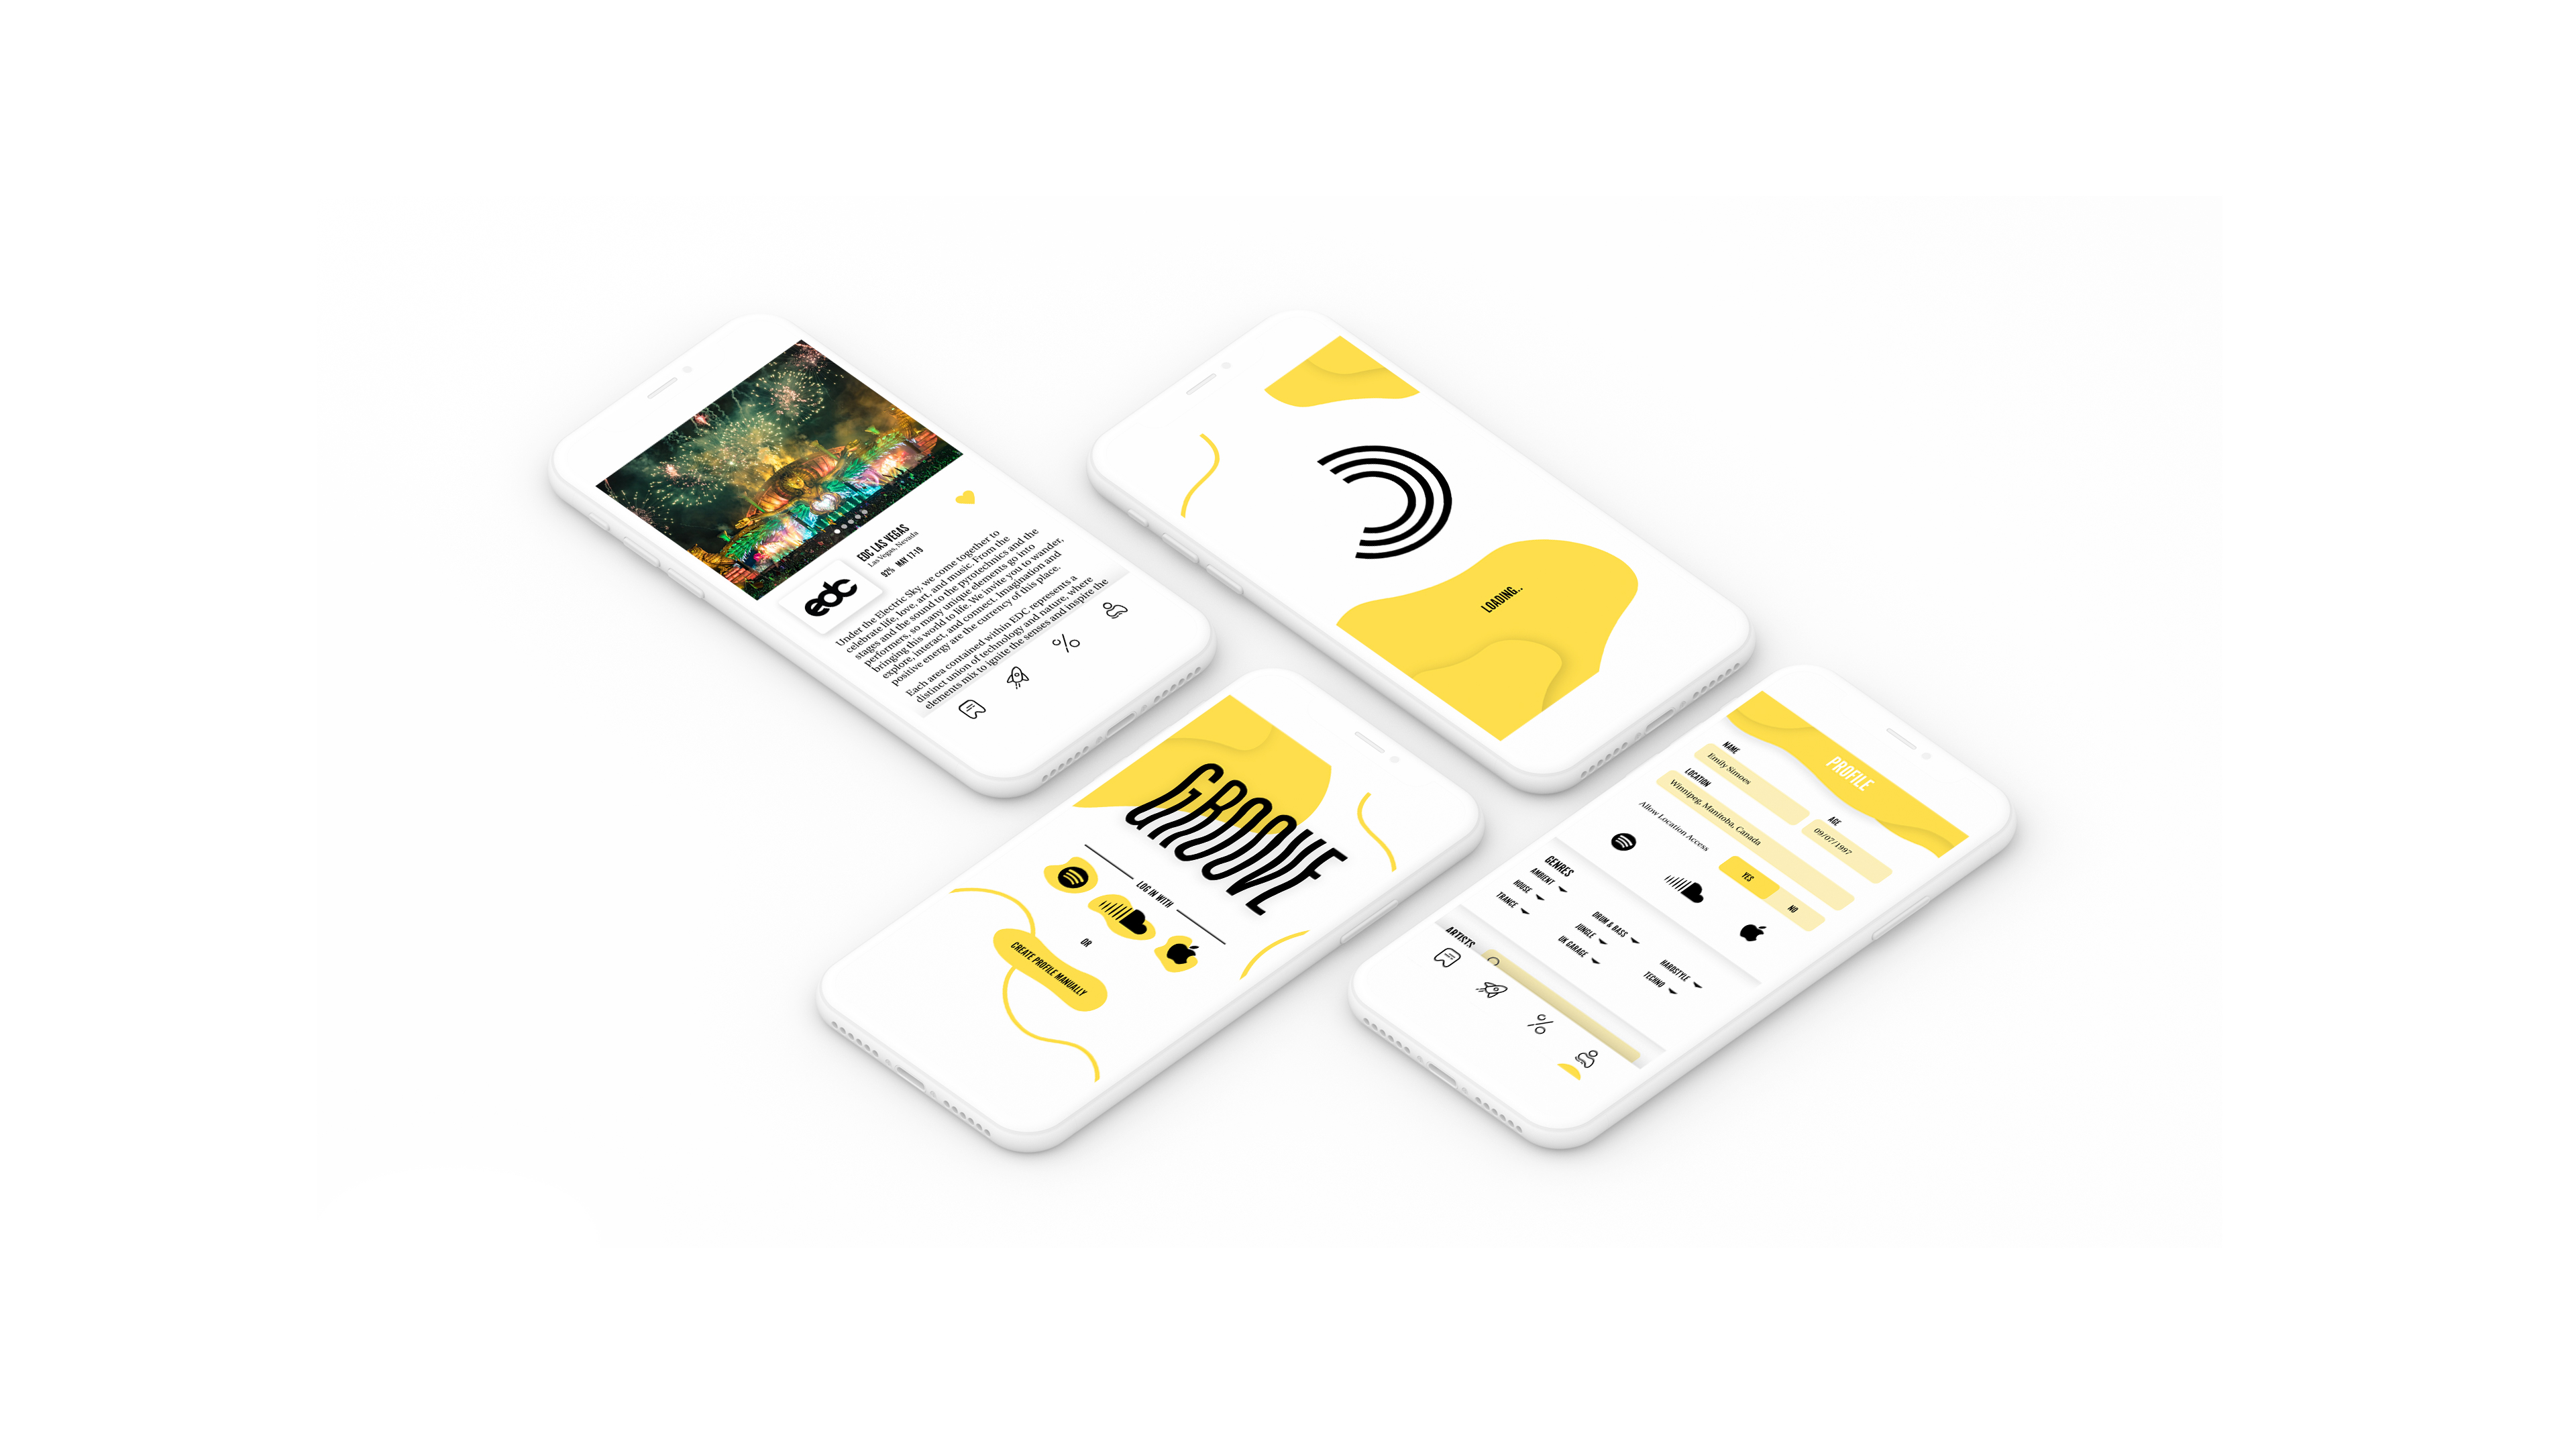 edc
EDC LAS VEGAS
Las Vegas, Nevada
92% MAY 17-19
Under the Electric Sky, we come together to
celebrate life, love, art, and music. From the
stages and the sound to the pyrotechnics and the
performers, so many unique elements go into
bringing this world to life. We invite you to wander,
explore, interact, and connect. Imagination and
positive energy are the currency of this place.
Each area contained within EDC represents a
distinct union of technology and nature, where
elements mix to ignite the senses and inspire the
LOADING..
GROOVE
LOG IN WITH
OR
CREATE PROFILE MANUALLY
PROFILE
NAME
Emily Simoes
AGE
09/07/1997
LOCATION
Winnipeg, Manitoba, Canada
Allow Location Access
YES
NO
GENRES
AMBIENT
DRUM & BASS
HARDSTYLE
HOUSE
JUNGLE
TECHNO
TRANCE
UK GARAGE
ARTISTS